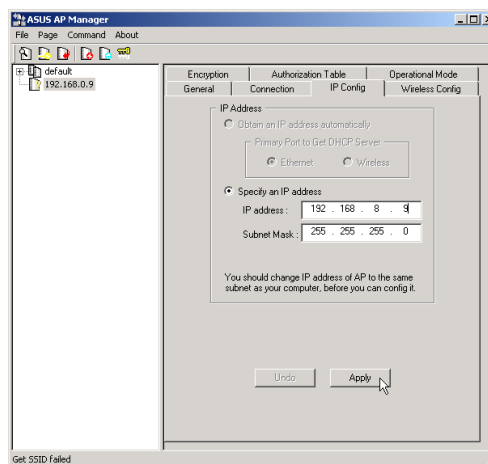 ASUS AP Manager
File Page Command About
default
192.168.0.9
Encryption Authorization Table Operational Mode
General Connection IP Config Wireless Config
IP Address
Obtain an IP address automatically
Primary Port to Get DHCP Server
Ethernet Wireless
Specify an IP address
IP address : 192 . 168 . 8 . 9
Subnet Mask : 255 . 255 . 255 . 0
You should change IP address of AP to the same
subnet as your computer, before you can config it.
Undo Apply
Get SSID failed